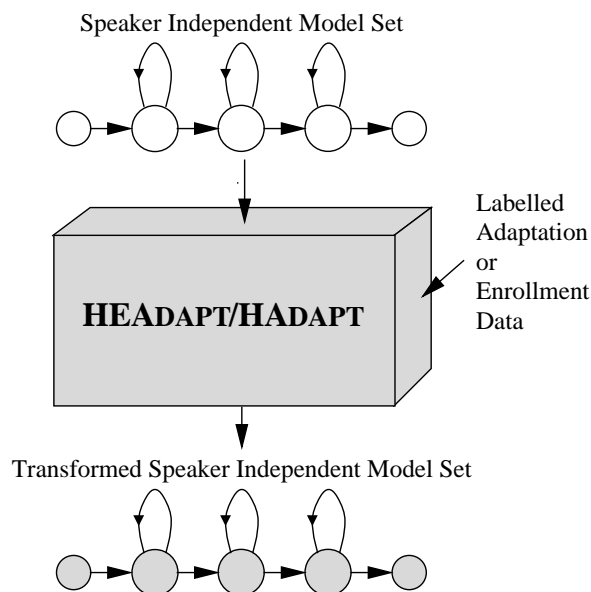 Speaker Independent Model Set
Labelled
Adaptation
or
Enrollment
Data
HEADAPT/HADAPT
Transformed Speaker Independent Model Set